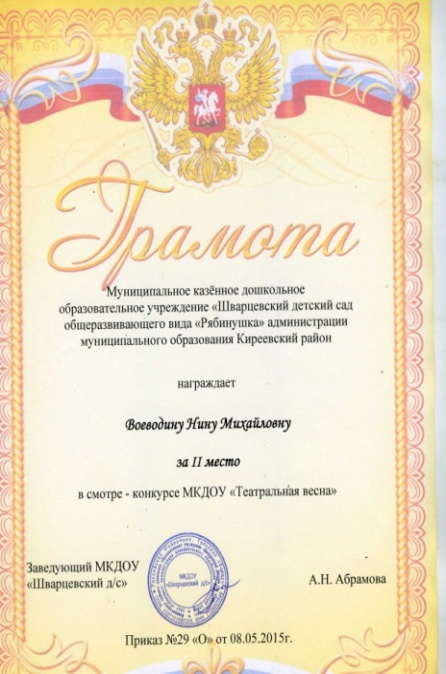 Грамота
Муниципальное казённое дошкольное
образовательное учреждение «Шварцевский детский сад
общеразвивающего вида «Рябинушка» администрации
муниципального образования Киреевский район
награждает
Воеводину Нину Михайловну
за II место
в смотре - конкурсе МКДОУ «Театральная весна»
Заведующий МКДОУ
«Шварцевский д/с»
А.Н. Абрамова
МКДОУ
«Шварцевский д/с»
Приказ №29 «О» от 08.05.2015г.